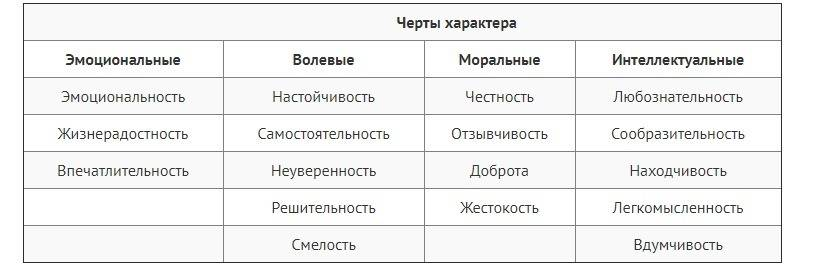 Черты характера
Эмоциональные Волевые Моральные Интеллектуальные
Эмоциональность Настойчивость Честность Любознательность
Жизнерадостность Самостоятельность Отзывчивость Сообразительность
Впечатлительность Неуверенность Доброта Находчивость
Решительность Жестокость Легкомысленность
Смелость Вдумчивость